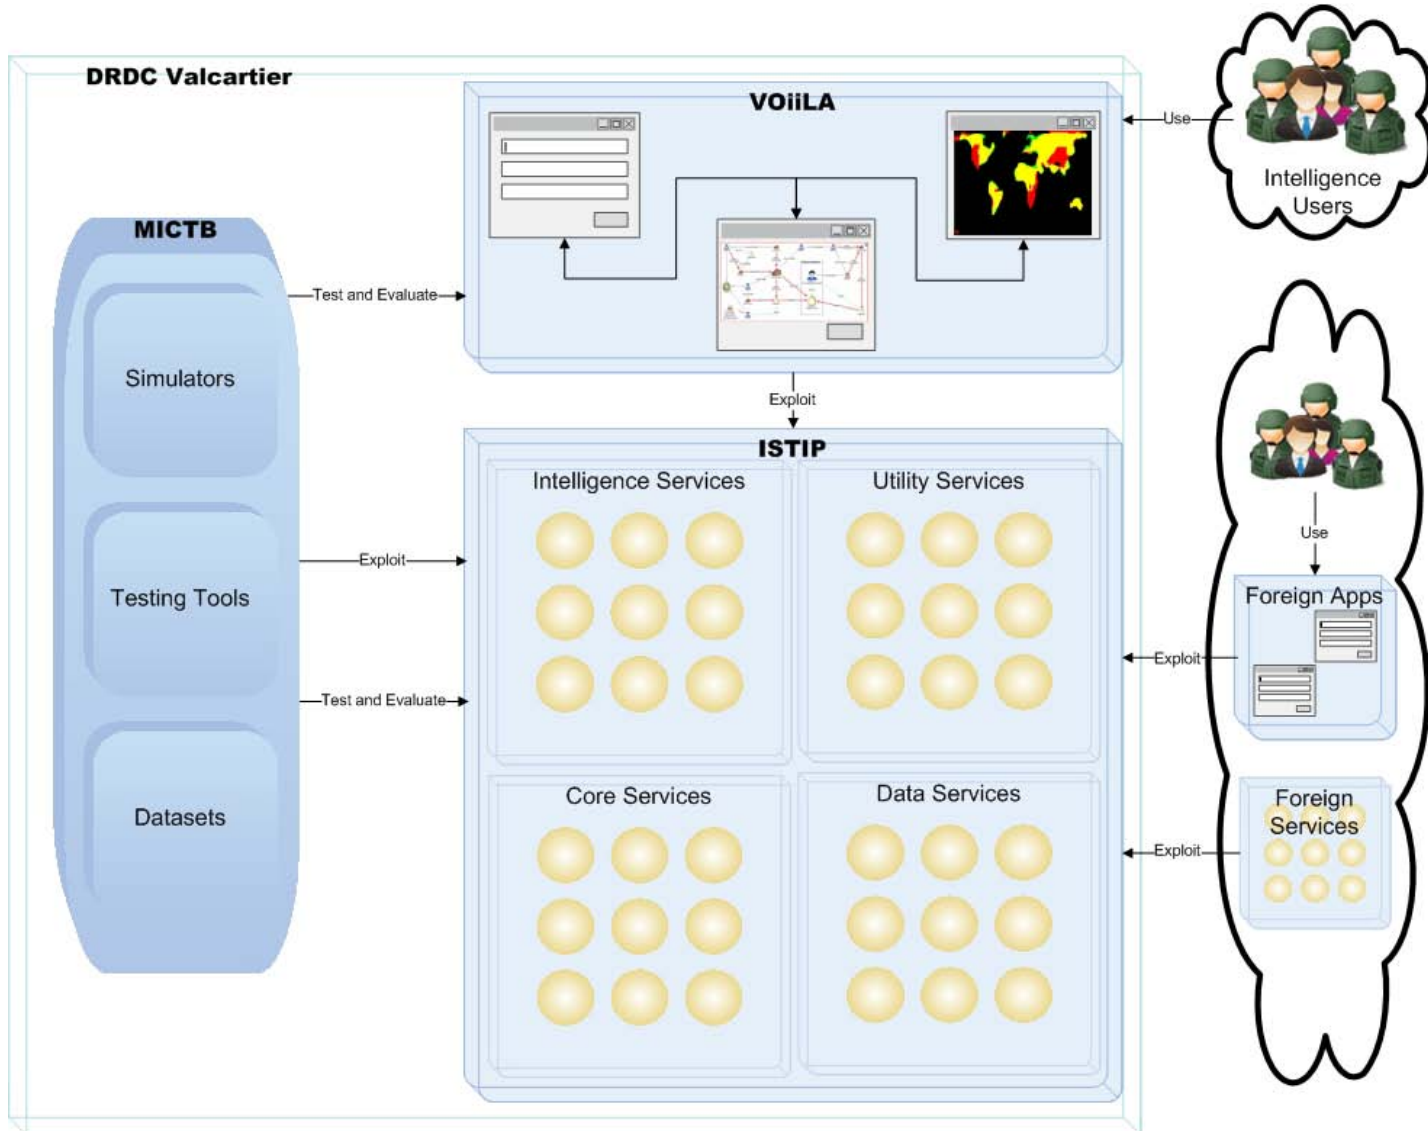 DRDC Valcartier
VOiiLA
Use
Intelligence
Users
MICTB
Simulators
Testing Tools
Datasets
Test and Evaluate
Exploit
ISTIP
Intelligence Services
Utility Services
Core Services
Data Services
Exploit
Test and Evaluate
Use
Foreign Apps
Exploit
Foreign
Services
Exploit